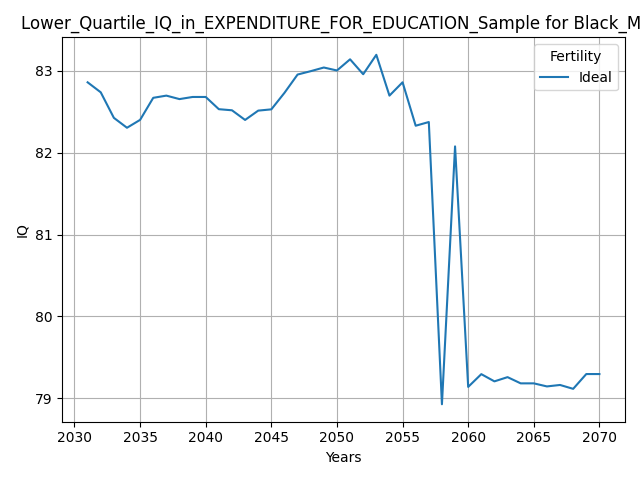 Lower_Quartile_IQ_in_EXPENDITURE_FOR_EDUCATION_Sample for Black_M
Fertility
Ideal
IQ
83
82
81
80
79
2030 2035 2040 2045 2050 2055 2060 2065 2070
Years